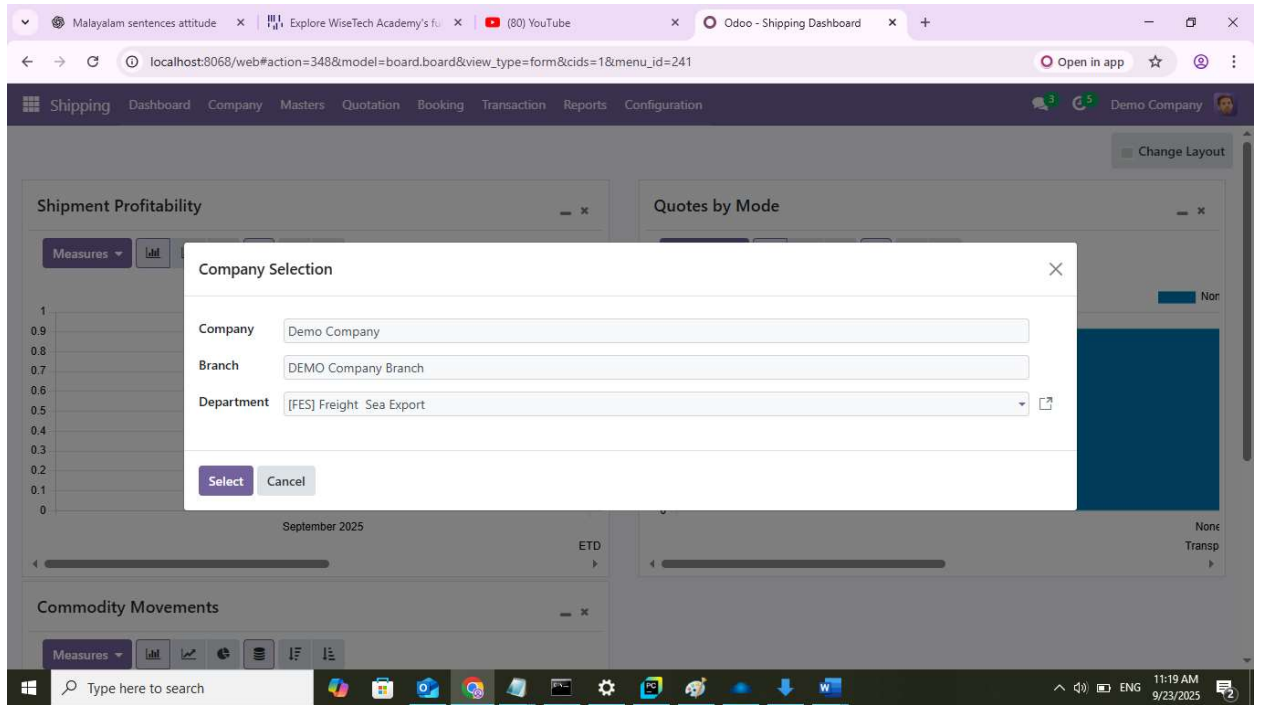 Malayalam sentences attitude
Explore WiseTech Academy's fu
(80) YouTube
Odoo - Shipping Dashboard
localhost:8068/web#action=348&model=board.board&view_type=form&cids=1&menu_id=241
Open in app
Shipping Dashboard Company Masters Quotation Booking Transaction Reports Configuration
3 5 Demo Company
Change Layout
Shipment Profitability
Quotes by Mode
Measures
Company Selection
Non
Company Demo Company
Branch DEMO Company Branch
Department [FES] Freight Sea Export
Select Cancel
1
0.9
0.8
0.7
0.6
0.5
0.4
0.3
0.2
0.1
0
September 2025
ETD
None
Transp
Commodity Movements
Measures
Type here to search
ENG
11:19 AM
9/23/2025
2